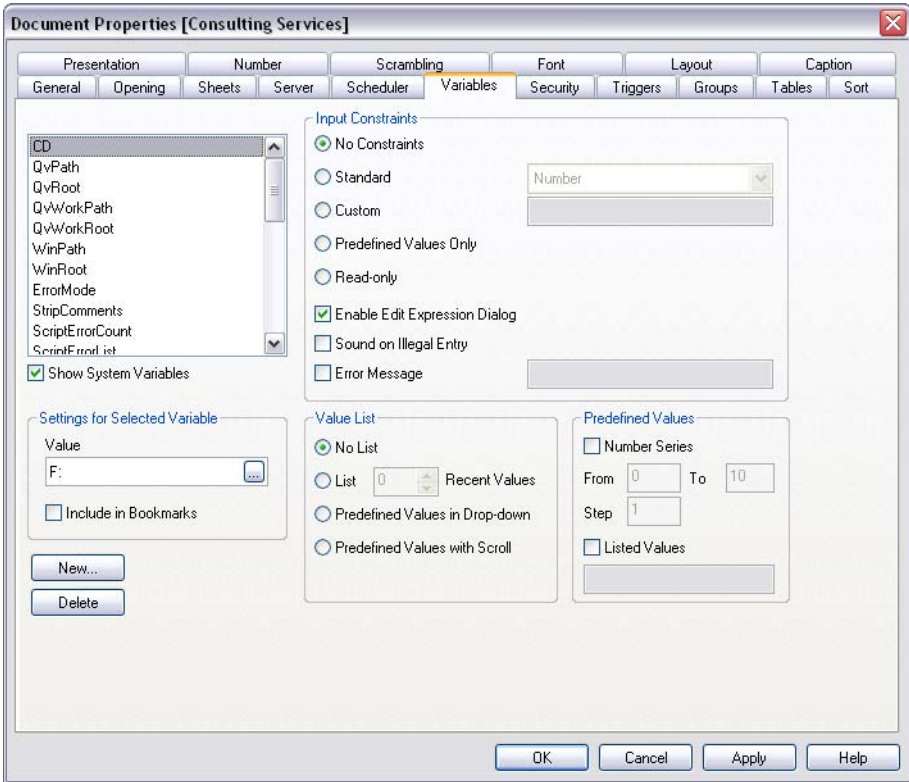 Document Properties [Consulting Services]
Presentation Number Scrambling Font Layout Caption
General Opening Sheets Server Scheduler Variables Security Triggers Groups Tables Sort
CD
QvPath
QvRoot
QvWorkPath
QvWorkRoot
WinPath
WinRoot
ErrorMode
StripComments
ScriptErrorCount
ScriptErrorList
Show System Variables
Input Constraints
No Constraints
Standard Number
Custom
Predefined Values Only
Read-only
Enable Edit Expression Dialog
Sound on Illegal Entry
Error Message
Settings for Selected Variable
Value
F: ...
Include in Bookmarks
New...
Delete
Value List
No List
List 0 Recent Values
Predefined Values in Drop-down
Predefined Values with Scroll
Predefined Values
Number Series
From 0 To 10
Step 1
Listed Values
OK Cancel Apply Help